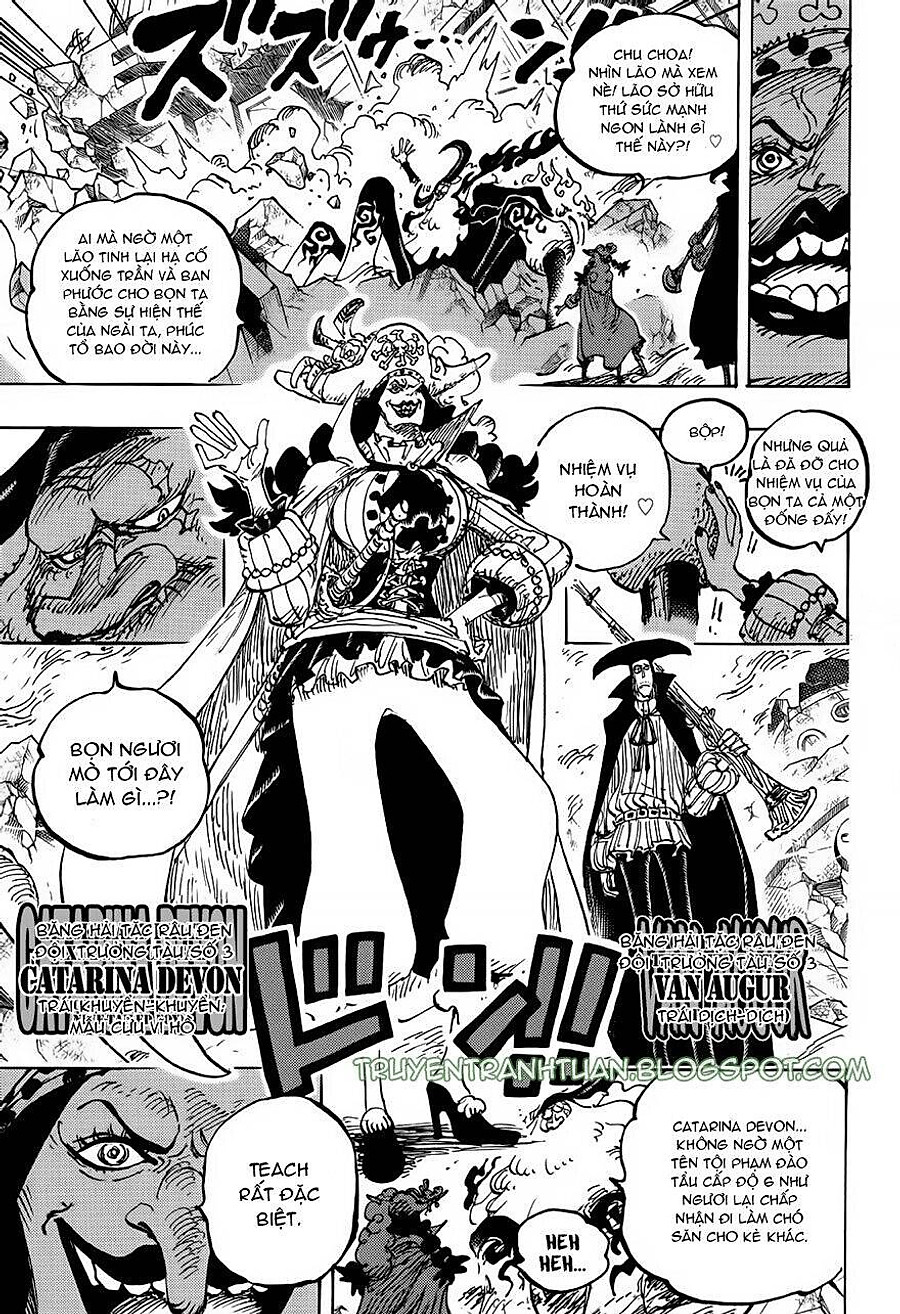 ズズゥ...ン
CHU CHOA!
NHÌN LÃO MÀ XEM
NÈ! LÃO SỞ HỮU
THỨ SỨC MẠNH
NGON LÀNH GÌ
THẾ NÀY?! ♡
AI MÀ NGỜ MỘT
LÃO TINH LẠI HẠ CỐ
XUỐNG TRẦN VÀ BAN
PHƯỚC CHO BỌN TA
BẰNG SỰ HIỆN THẾ
CỦA NGÀI TA, PHÚC
TỔ BAO ĐỜI NÀY...
NHƯNG QUẢ
LÀ ĐÃ ĐỠ CHO
NHIỆM VỤ CỦA
BỌN TA CẢ MỘT
ĐỐNG ĐẤY!
BỘP!
NHIỆM VỤ
HOÀN
THÀNH! ♡
BỌN NGƯƠI
MÒ TỚI ĐÂY
LÀM GÌ...?!
BĂNG HẢI TẶC RÂU ĐEN
ĐỘI TRƯỞNG TÀU SỐ 3
VAN AUGUR
TRÁI DỊCH-DỊCH
BĂNG HẢI TẶC RÂU ĐEN
ĐỘI TRƯỞNG TÀU SỐ 3
CATARINA DEVON
TRÁI KHUYỂN-KHUYỂN,
MẪU CỬU VĨ HỒ
ドン
TRUYENTRANHTUAN.BLOGSPOT.COM
CATARINA DEVON...
KHÔNG NGỜ MỘT
TÊN TỘI PHẠM ĐÀO
TẨU CẤP ĐỘ 6 NHƯ
NGƯƠI LẠI CHẤP
NHẬN ĐI LÀM CHÓ
SĂN CHO KẺ KHÁC.
HEH
HEH...
TEACH
RẤT ĐẶC
BIỆT.